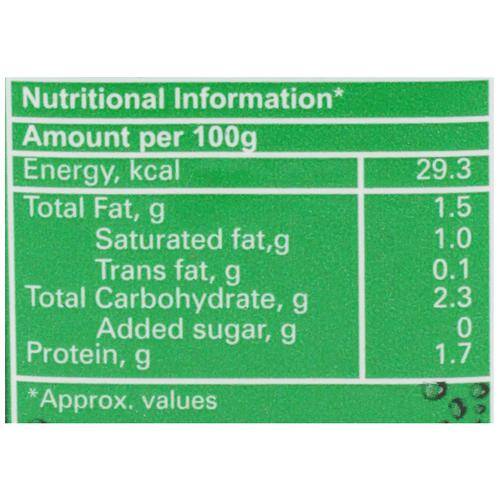 Nutritional Information*
Amount per 100g
Energy, kcal 29.3
Total Fat, g 1.5
Saturated fat,g 1.0
Trans fat, g 0.1
Total Carbohydrate, g 2.3
Added sugar, g 0
Protein, g 1.7
*Approx. values